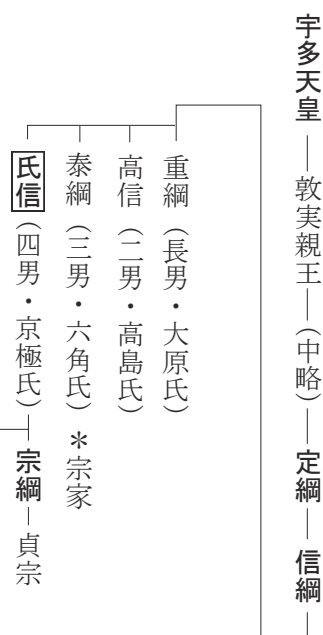 宇多天皇――敦実親王――(中略)――定綱――信綱――
重綱(長男・大原氏)
高信(二男・高島氏)
泰綱(三男・六角氏)*宗家
氏信(四男・京極氏)―宗綱―貞宗